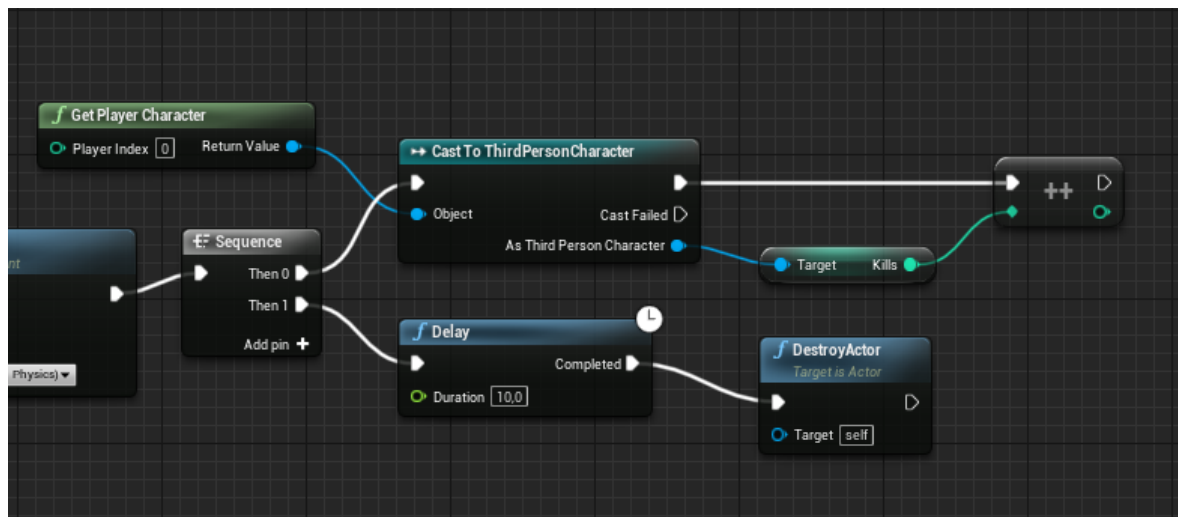 Get Player Character
Player Index 0 Return Value
Cast To ThirdPersonCharacter
Object Cast Failed
As Third Person Character
++
Target Kills
nt
Physics)
Sequence
Then 0
Then 1
Add pin +
Delay
Completed
Duration 10,0
DestroyActor
Target is Actor
Target self